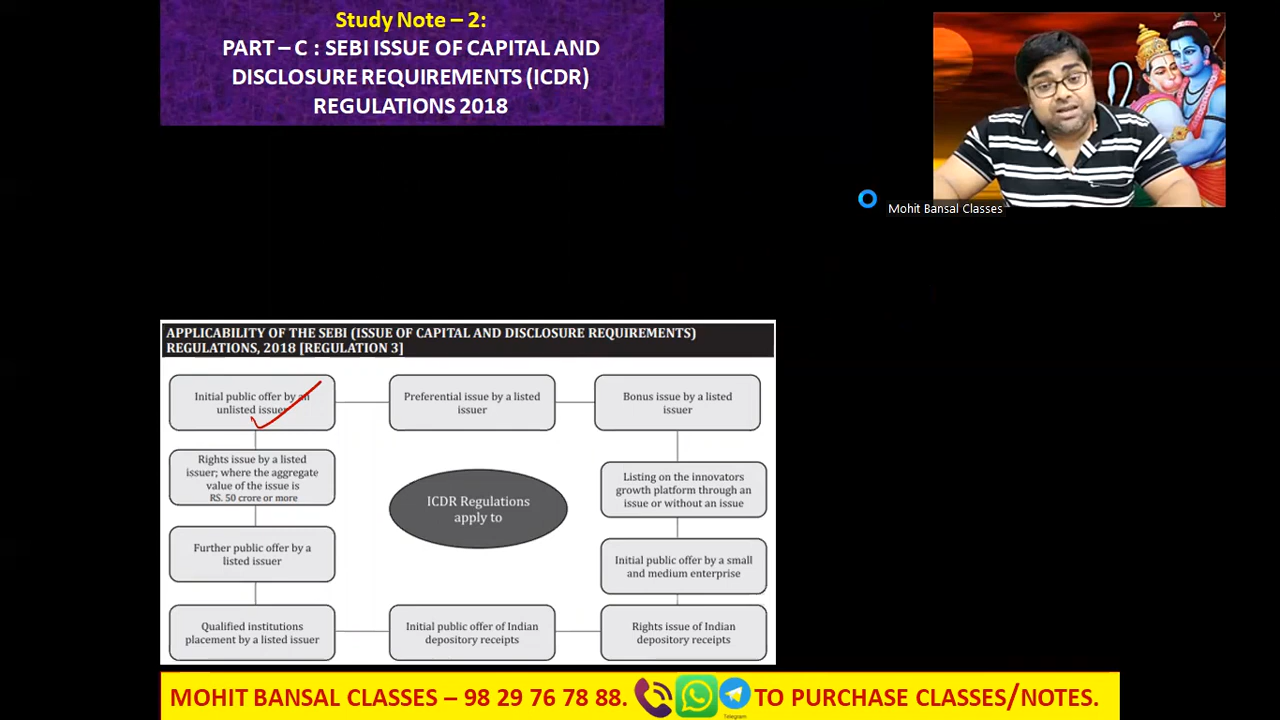 Study Note – 2:
PART – C : SEBI ISSUE OF CAPITAL AND
DISCLOSURE REQUIREMENTS (ICDR)
REGULATIONS 2018
Mohit Bansal Classes
APPLICABILITY OF THE SEBI (ISSUE OF CAPITAL AND DISCLOSURE REQUIREMENTS)
REGULATIONS, 2018 [REGULATION 3]
Initial public offer by an
unlisted issuer
Preferential issue by a listed
issuer
Bonus issue by a listed
issuer
Rights issue by a listed
issuer; where the aggregate
value of the issue is
RS. 50 crore or more
ICDR Regulations
apply to
Listing on the innovators
growth platform through an
issue or without an issue
Further public offer by a
listed issuer
Initial public offer by a small
and medium enterprise
Qualified institutions
placement by a listed issuer
Initial public offer of Indian
depository receipts
Rights issue of Indian
depository receipts
MOHIT BANSAL CLASSES – 98 29 76 78 88. TO PURCHASE CLASSES/NOTES.
Telegram